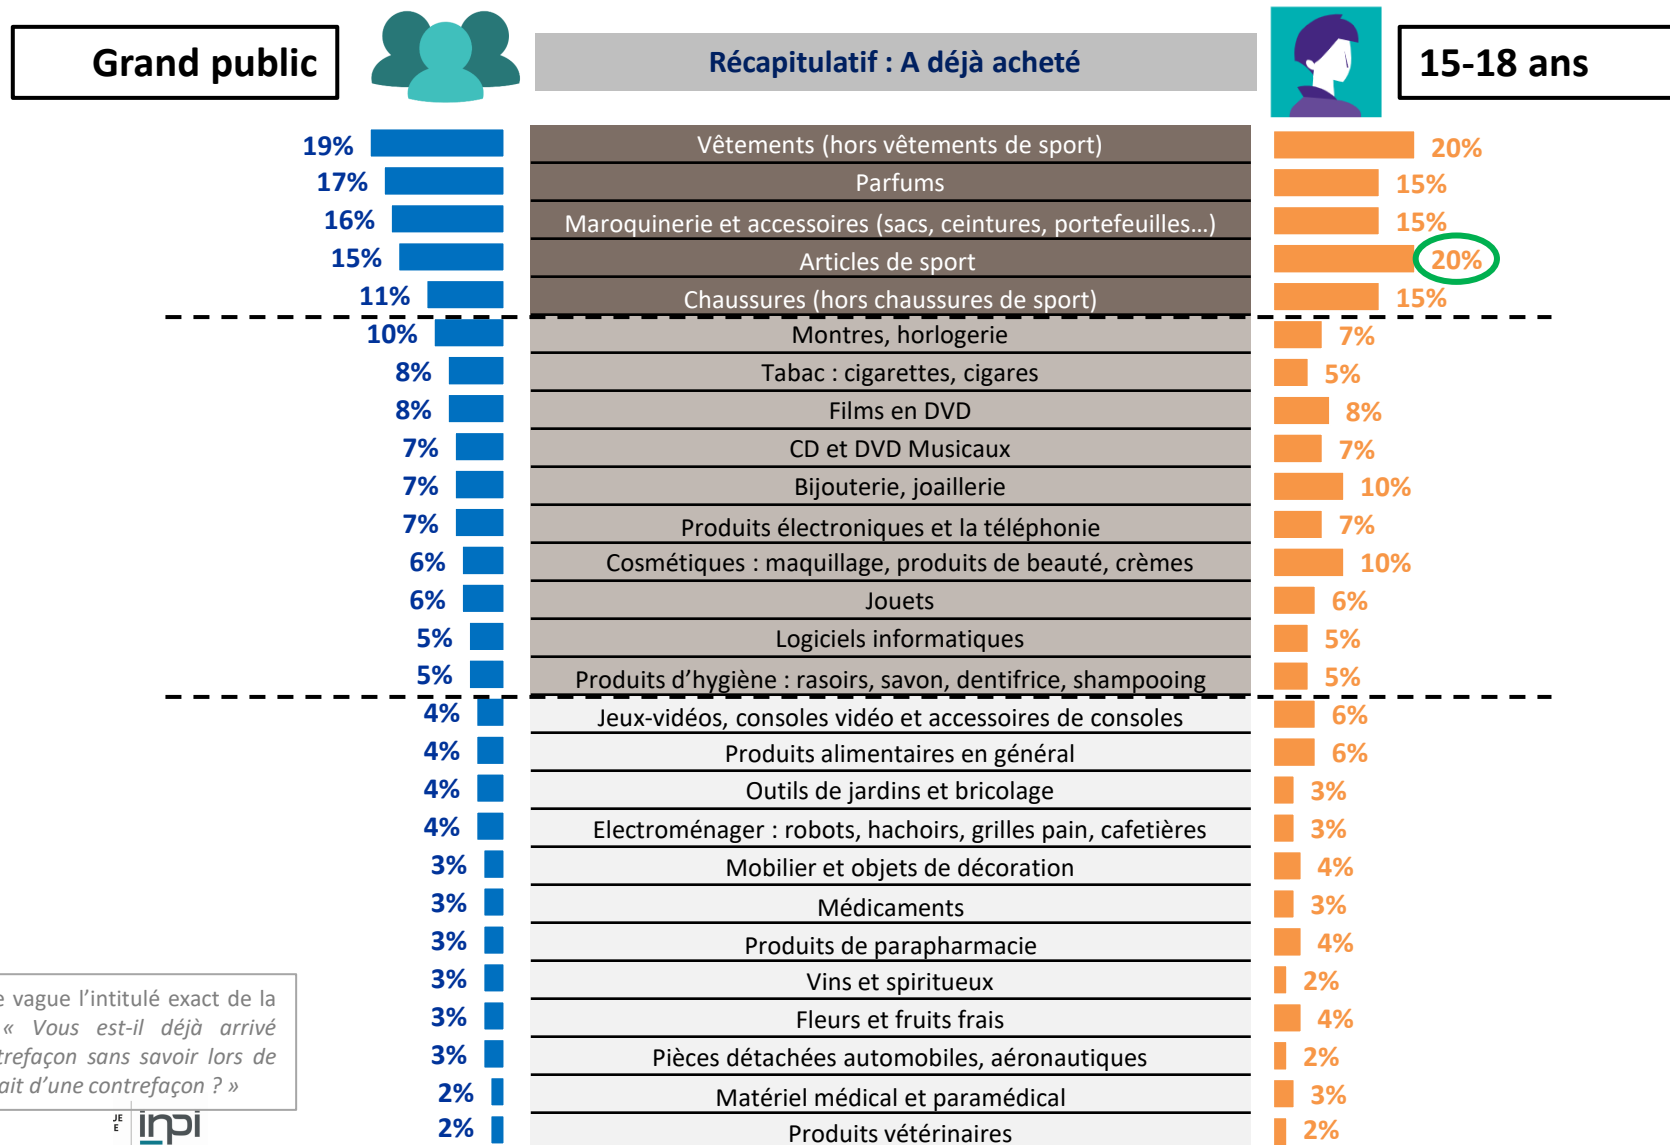 Grand public
Récapitulatif : A déjà acheté
15-18 ans
19% Vêtements (hors vêtements de sport) 20%
17% Parfums 15%
16% Maroquinerie et accessoires (sacs, ceintures, portefeuilles…) 15%
15% Articles de sport 20%
11% Chaussures (hors chaussures de sport) 15%
10% Montres, horlogerie 7%
8% Tabac : cigarettes, cigares 5%
8% Films en DVD 8%
7% CD et DVD Musicaux 7%
7% Bijouterie, joaillerie 10%
7% Produits électroniques et la téléphonie 7%
6% Cosmétiques : maquillage, produits de beauté, crèmes 10%
6% Jouets 6%
5% Logiciels informatiques 5%
5% Produits d’hygiène : rasoirs, savon, dentifrice, shampooing 5%
4% Jeux-vidéos, consoles vidéo et accessoires de consoles 6%
4% Produits alimentaires en général 6%
4% Outils de jardins et bricolage 3%
4% Electroménager : robots, hachoirs, grilles pain, cafetières 3%
3% Mobilier et objets de décoration 4%
3% Médicaments 3%
3% Produits de parapharmacie 4%
3% Vins et spiritueux 2%
3% Fleurs et fruits frais 4%
3% Pièces détachées automobiles, aéronautiques 2%
2% Matériel médical et paramédical 3%
2% Produits vétérinaires 2%
e vague l’intitulé exact de la
« Vous est-il déjà arrivé
trefaçon sans savoir lors de
ait d’une contrefaçon ? »
JE
E
inpi